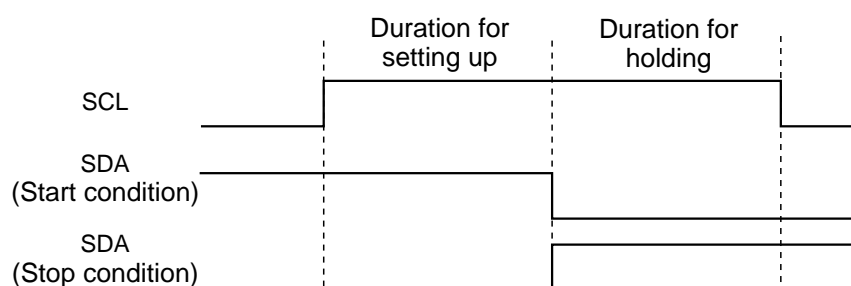 Duration for
setting up
Duration for
holding
SCL
SDA
(Start condition)
SDA
(Stop condition)